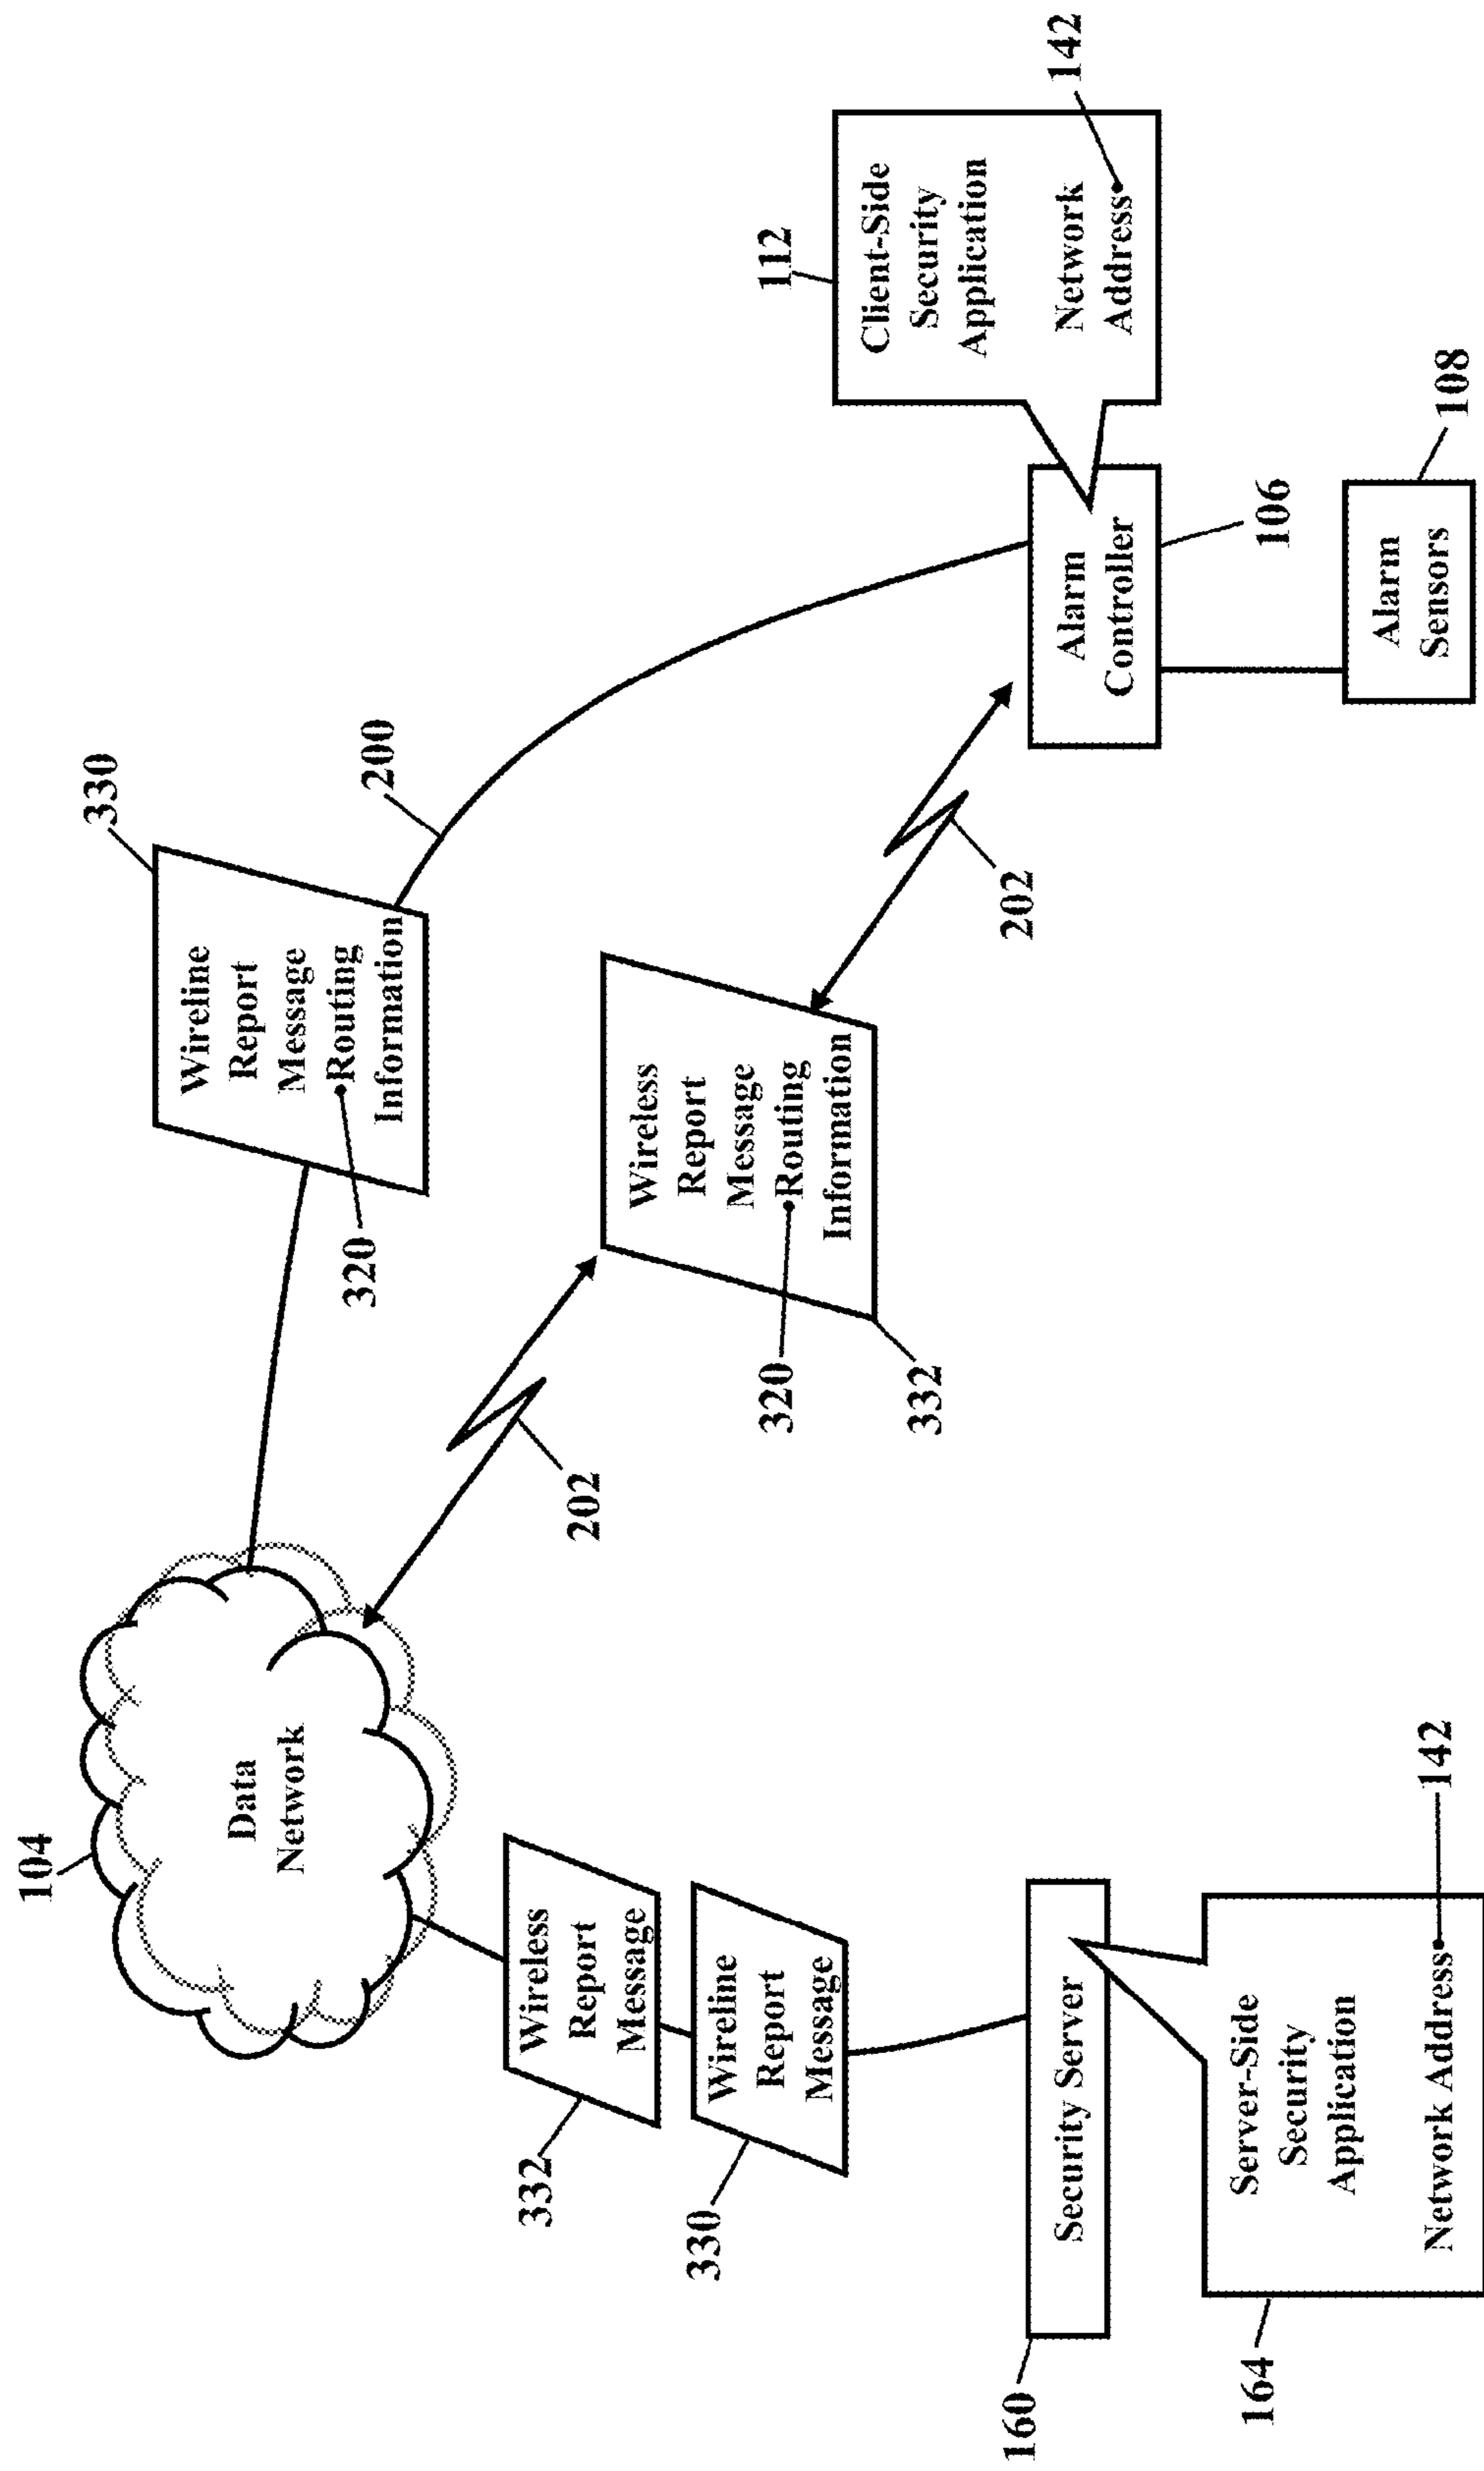 104
Data
Network
330
Wireline
Report
Message
Routing
Information
320
200
202
Wireless
Report
Message
Routing
Information
320
332
202
332
Wireless
Report
Message
330
Wireline
Report
Message
160
Security Server
164
Server-Side
Security
Application
Network Address
142
112
Client-Side
Security
Application
Network
Address
142
Alarm
Controller
106
Alarm
Sensors
108